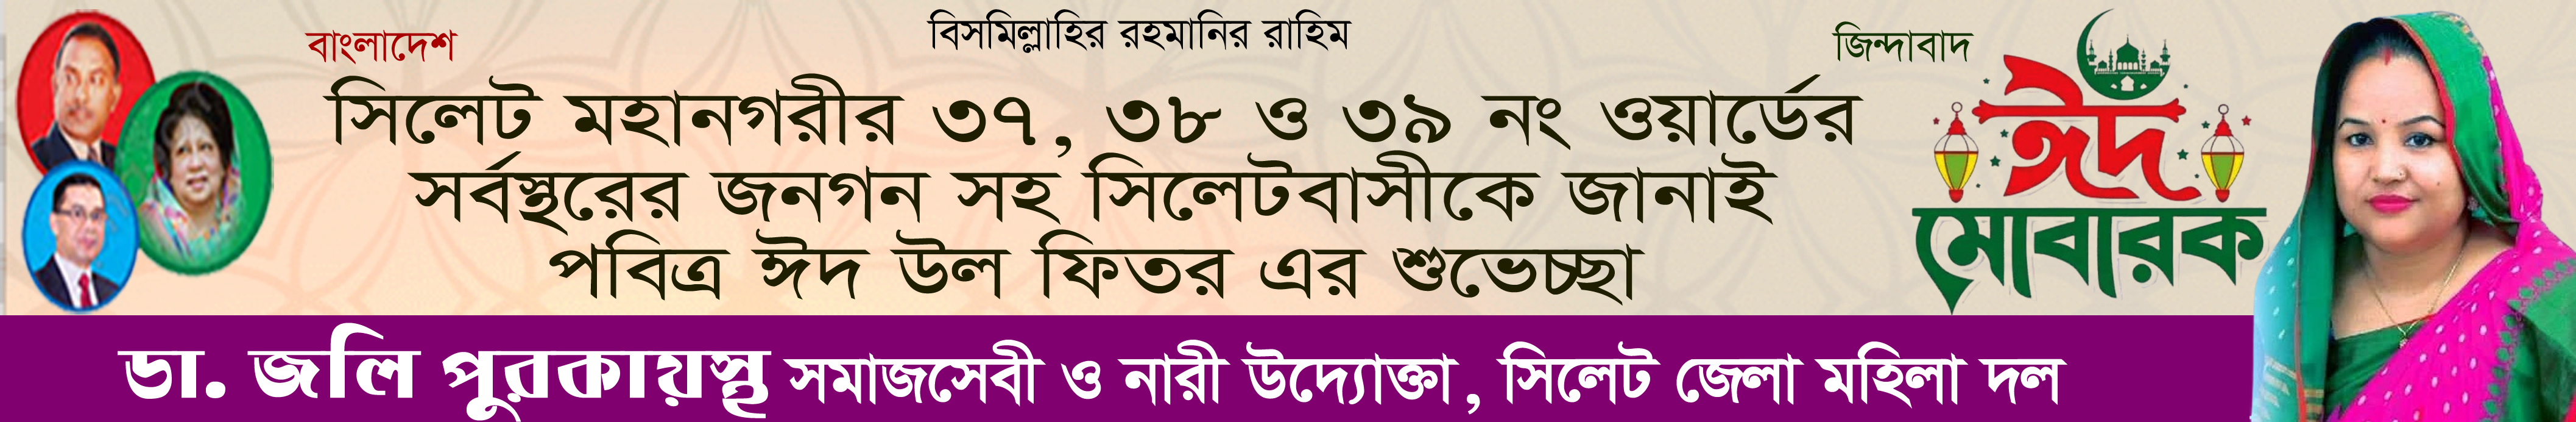 বিসমিল্লাহির রহমানির রাহিম
বাংলাদেশ
জিন্দাবাদ
সিলেট মহানগরীর ৩৭, ৩৮ ও ৩৯ নং ওয়ার্ডের
সর্বস্থরের জনগন সহ সিলেটবাসীকে জানাই
পবিত্র ঈদ উল ফিতর এর শুভেচ্ছা
ঈদ
মোবারক
ডা. জলি পুরকায়স্থ সমাজসেবী ও নারী উদ্যোক্তা, সিলেট জেলা মহিলা দল